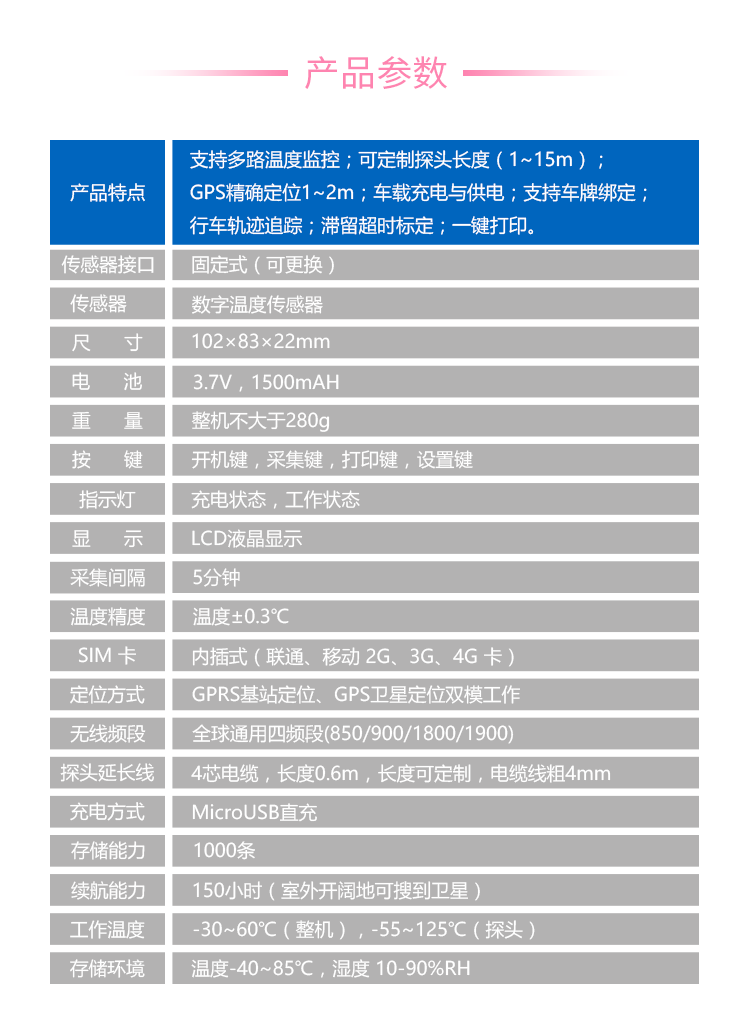 产品参数
产品特点
支持多路温度监控；可定制探头长度（1~15m）；
GPS精确定位1~2m；车载充电与供电；支持车牌绑定；
行车轨迹追踪；滞留超时标定；一键打印。
传感器接口 固定式（可更换）
传感器 数字温度传感器
尺 寸 102×83×22mm
电 池 3.7V，1500mAH
重 量 整机不大于280g
按 键 开机键，采集键，打印键，设置键
指示灯 充电状态，工作状态
显 示 LCD液晶显示
采集间隔 5分钟
温度精度 温度±0.3℃
SIM 卡 内插式（联通、移动 2G、3G、4G 卡）
定位方式 GPRS基站定位、GPS卫星定位双模工作
无线频段 全球通用四频段(850/900/1800/1900)
探头延长线 4芯电缆，长度0.6m，长度可定制，电缆线粗4mm
充电方式 MicroUSB直充
存储能力 1000条
续航能力 150小时（室外开阔地可搜到卫星）
工作温度 -30~60℃（整机），-55~125℃（探头）
存储环境 温度-40~85℃，湿度 10-90%RH